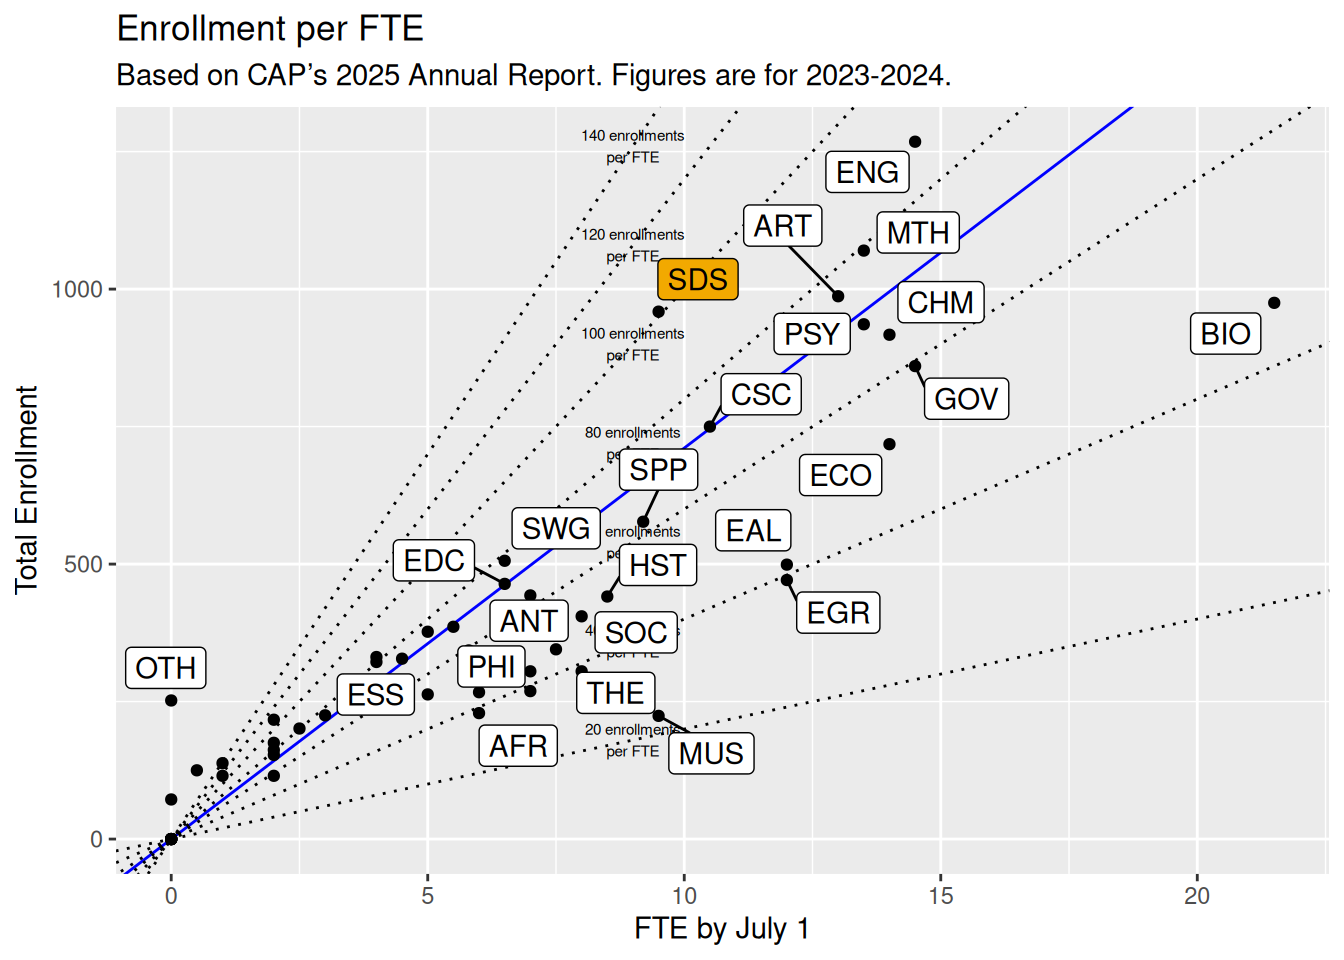 Enrollment per FTE
Based on CAP’s 2025 Annual Report. Figures are for 2023-2024.
140 enrollments
per FTE
ENG
ART
MTH
120 enrollments
per FTE
SDS
1000
CHM
BIO
PSY
100 enrollments
per FTE
CSC
GOV
80 enrollments
SPP
ECO
SWG
EAL
enrollments
EDC
HST
500
EGR
ANT
SOC
per FTE
PHI
OTH
ESS
THE
20 enrollments
per FTE
AFR
MUS
0
0
5
10
15
20
FTE by July 1
Total Enrollment